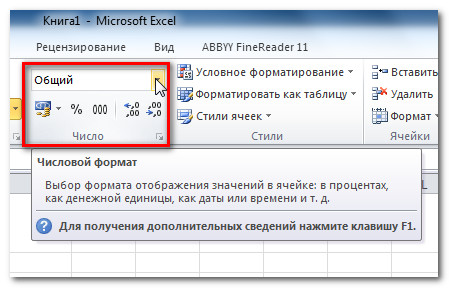 Книга1 - Microsoft Excel
Рецензирование Вид ABBYY FineReader 11
Общий
Условное форматирование
Вставить
% 000 ,0 ,00 ,00 ,0
Форматировать как таблицу
Удалить
Стили ячеек
Формат
Число
Стили
Ячейки
Числовой формат
L
Выбор формата отображения значений в ячейке: в процентах,
как денежной единицы, как даты или времени и т. д.
Для получения дополнительных сведений нажмите клавишу F1.